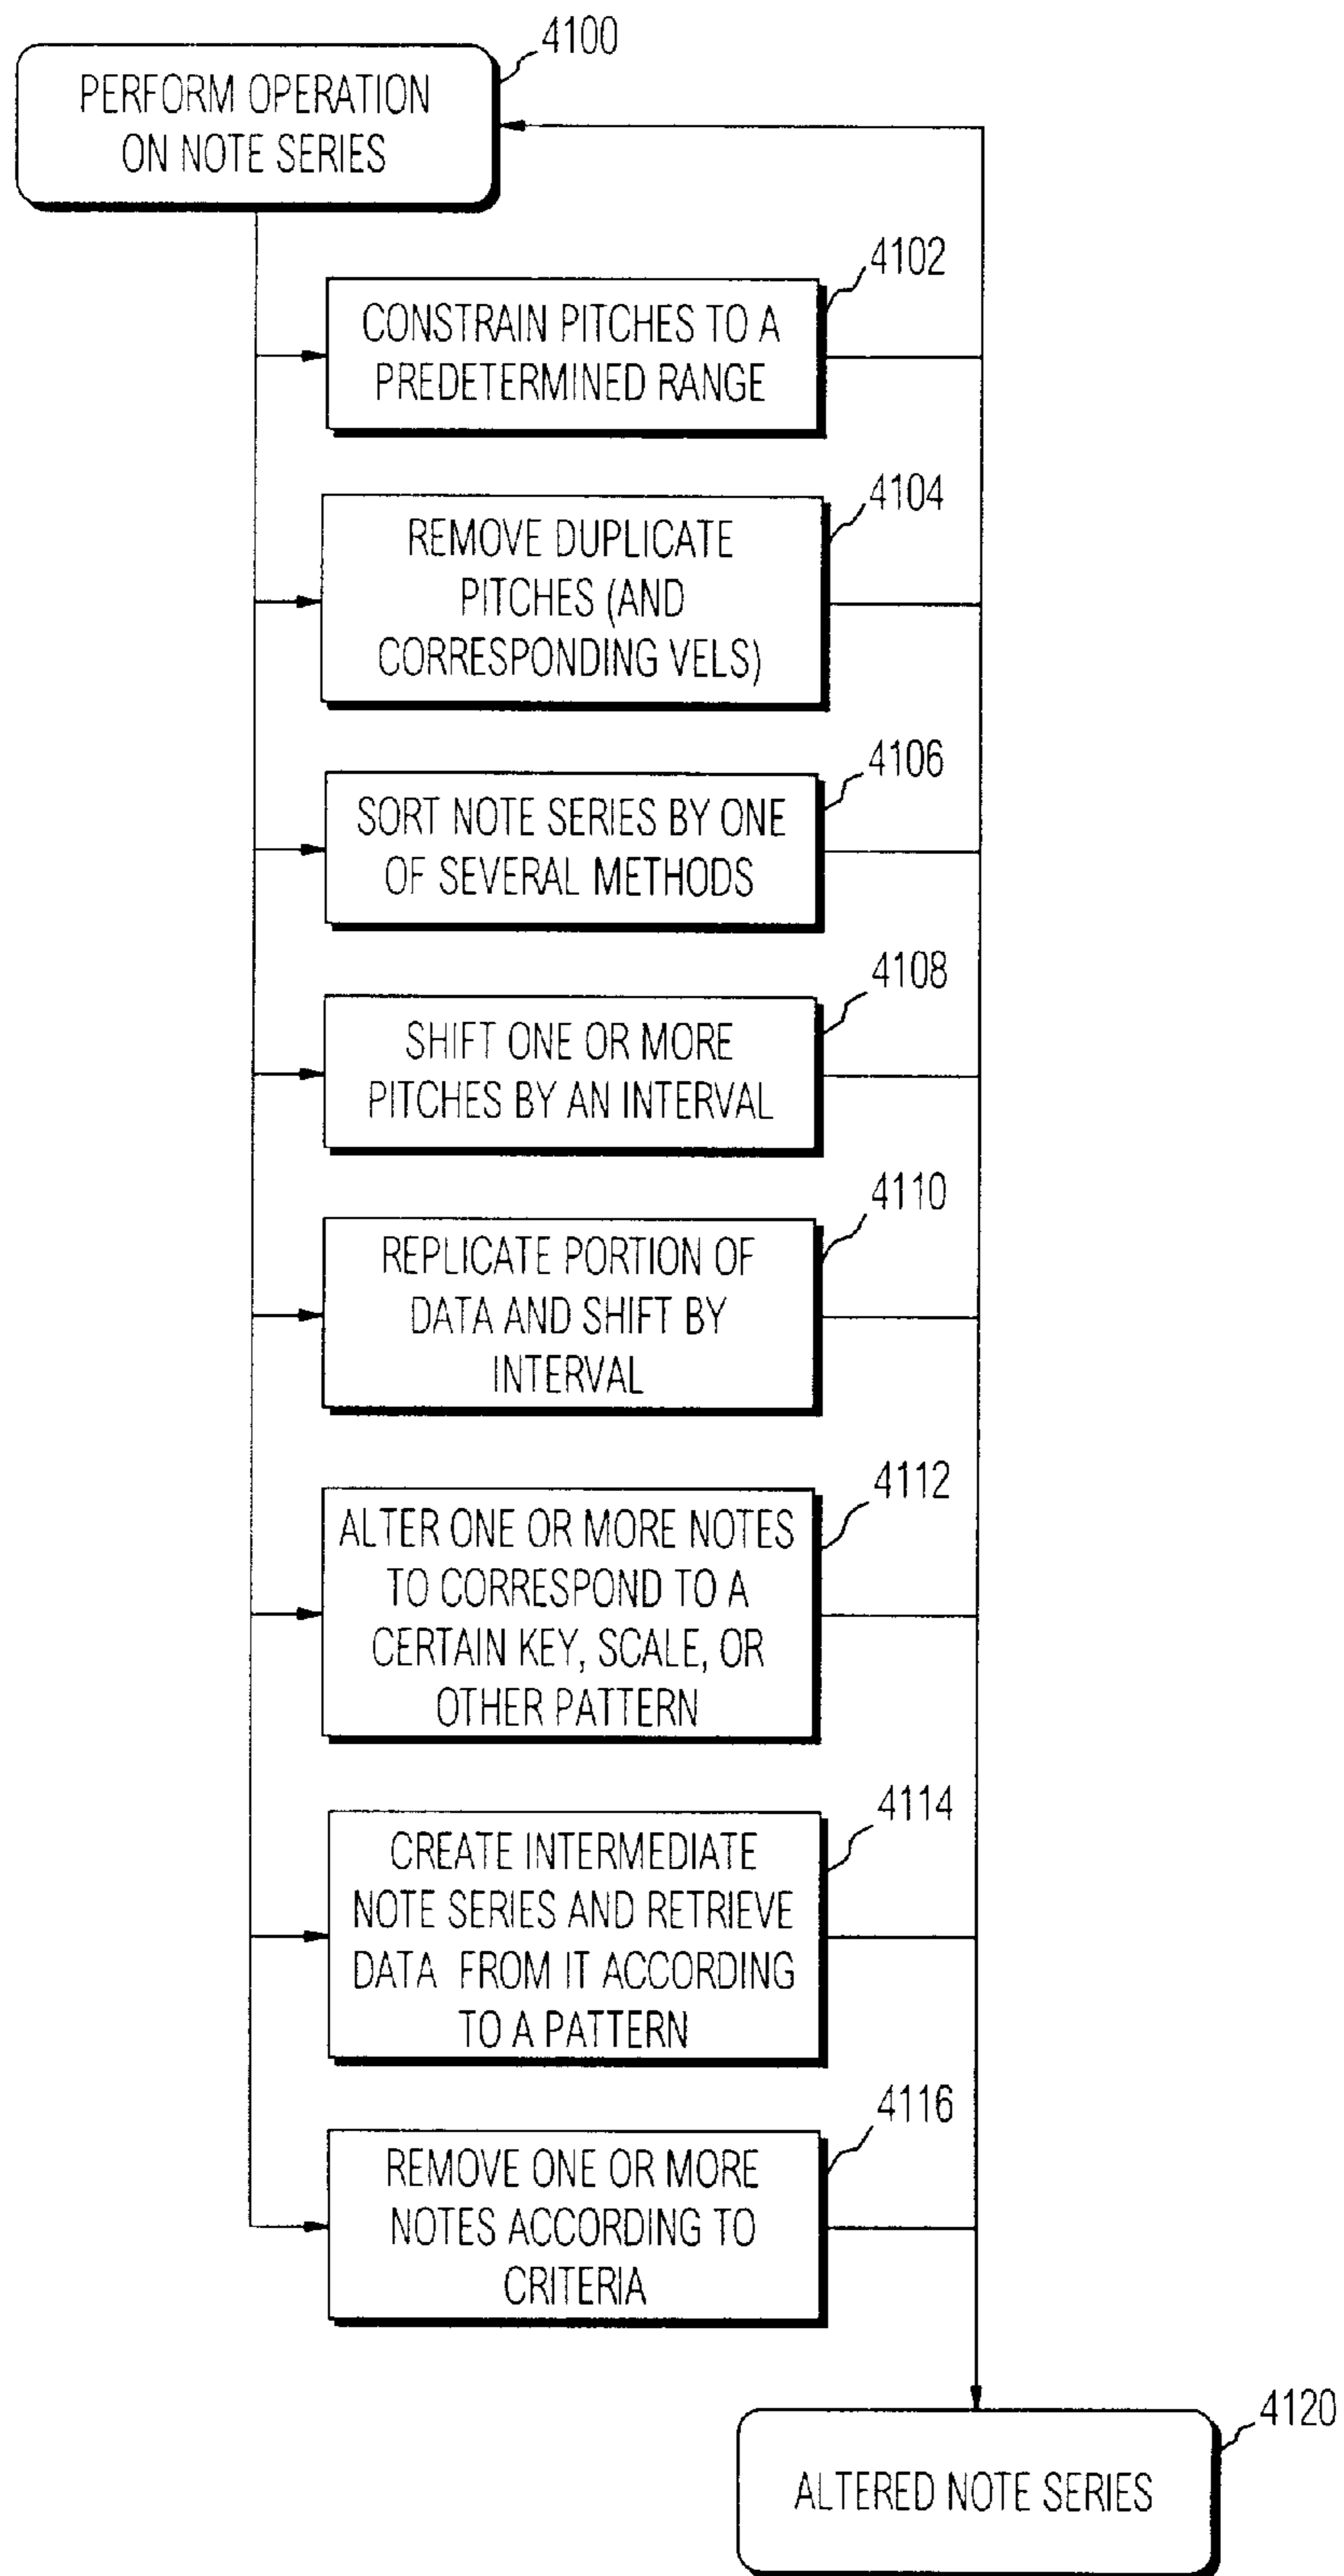 4100
PERFORM OPERATION
ON NOTE SERIES
4102
CONSTRAIN PITCHES TO A
PREDETERMINED RANGE
4104
REMOVE DUPLICATE
PITCHES (AND
CORRESPONDING VELS)
4106
SORT NOTE SERIES BY ONE
OF SEVERAL METHODS
4108
SHIFT ONE OR MORE
PITCHES BY AN INTERVAL
4110
REPLICATE PORTION OF
DATA AND SHIFT BY
INTERVAL
4112
ALTER ONE OR MORE NOTES
TO CORRESPOND TO A
CERTAIN KEY, SCALE, OR
OTHER PATTERN
4114
CREATE INTERMEDIATE
NOTE SERIES AND RETRIEVE
DATA FROM IT ACCORDING
TO A PATTERN
4116
REMOVE ONE OR MORE
NOTES ACCORDING TO
CRITERIA
4120
ALTERED NOTE SERIES